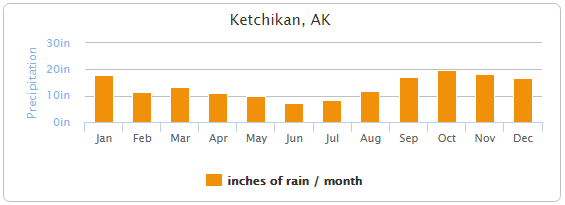 Ketchikan, AK
Precipitation
30in
20in
10in
0in
Jan Feb Mar Apr May Jun Jul Aug Sep Oct Nov Dec
inches of rain / month